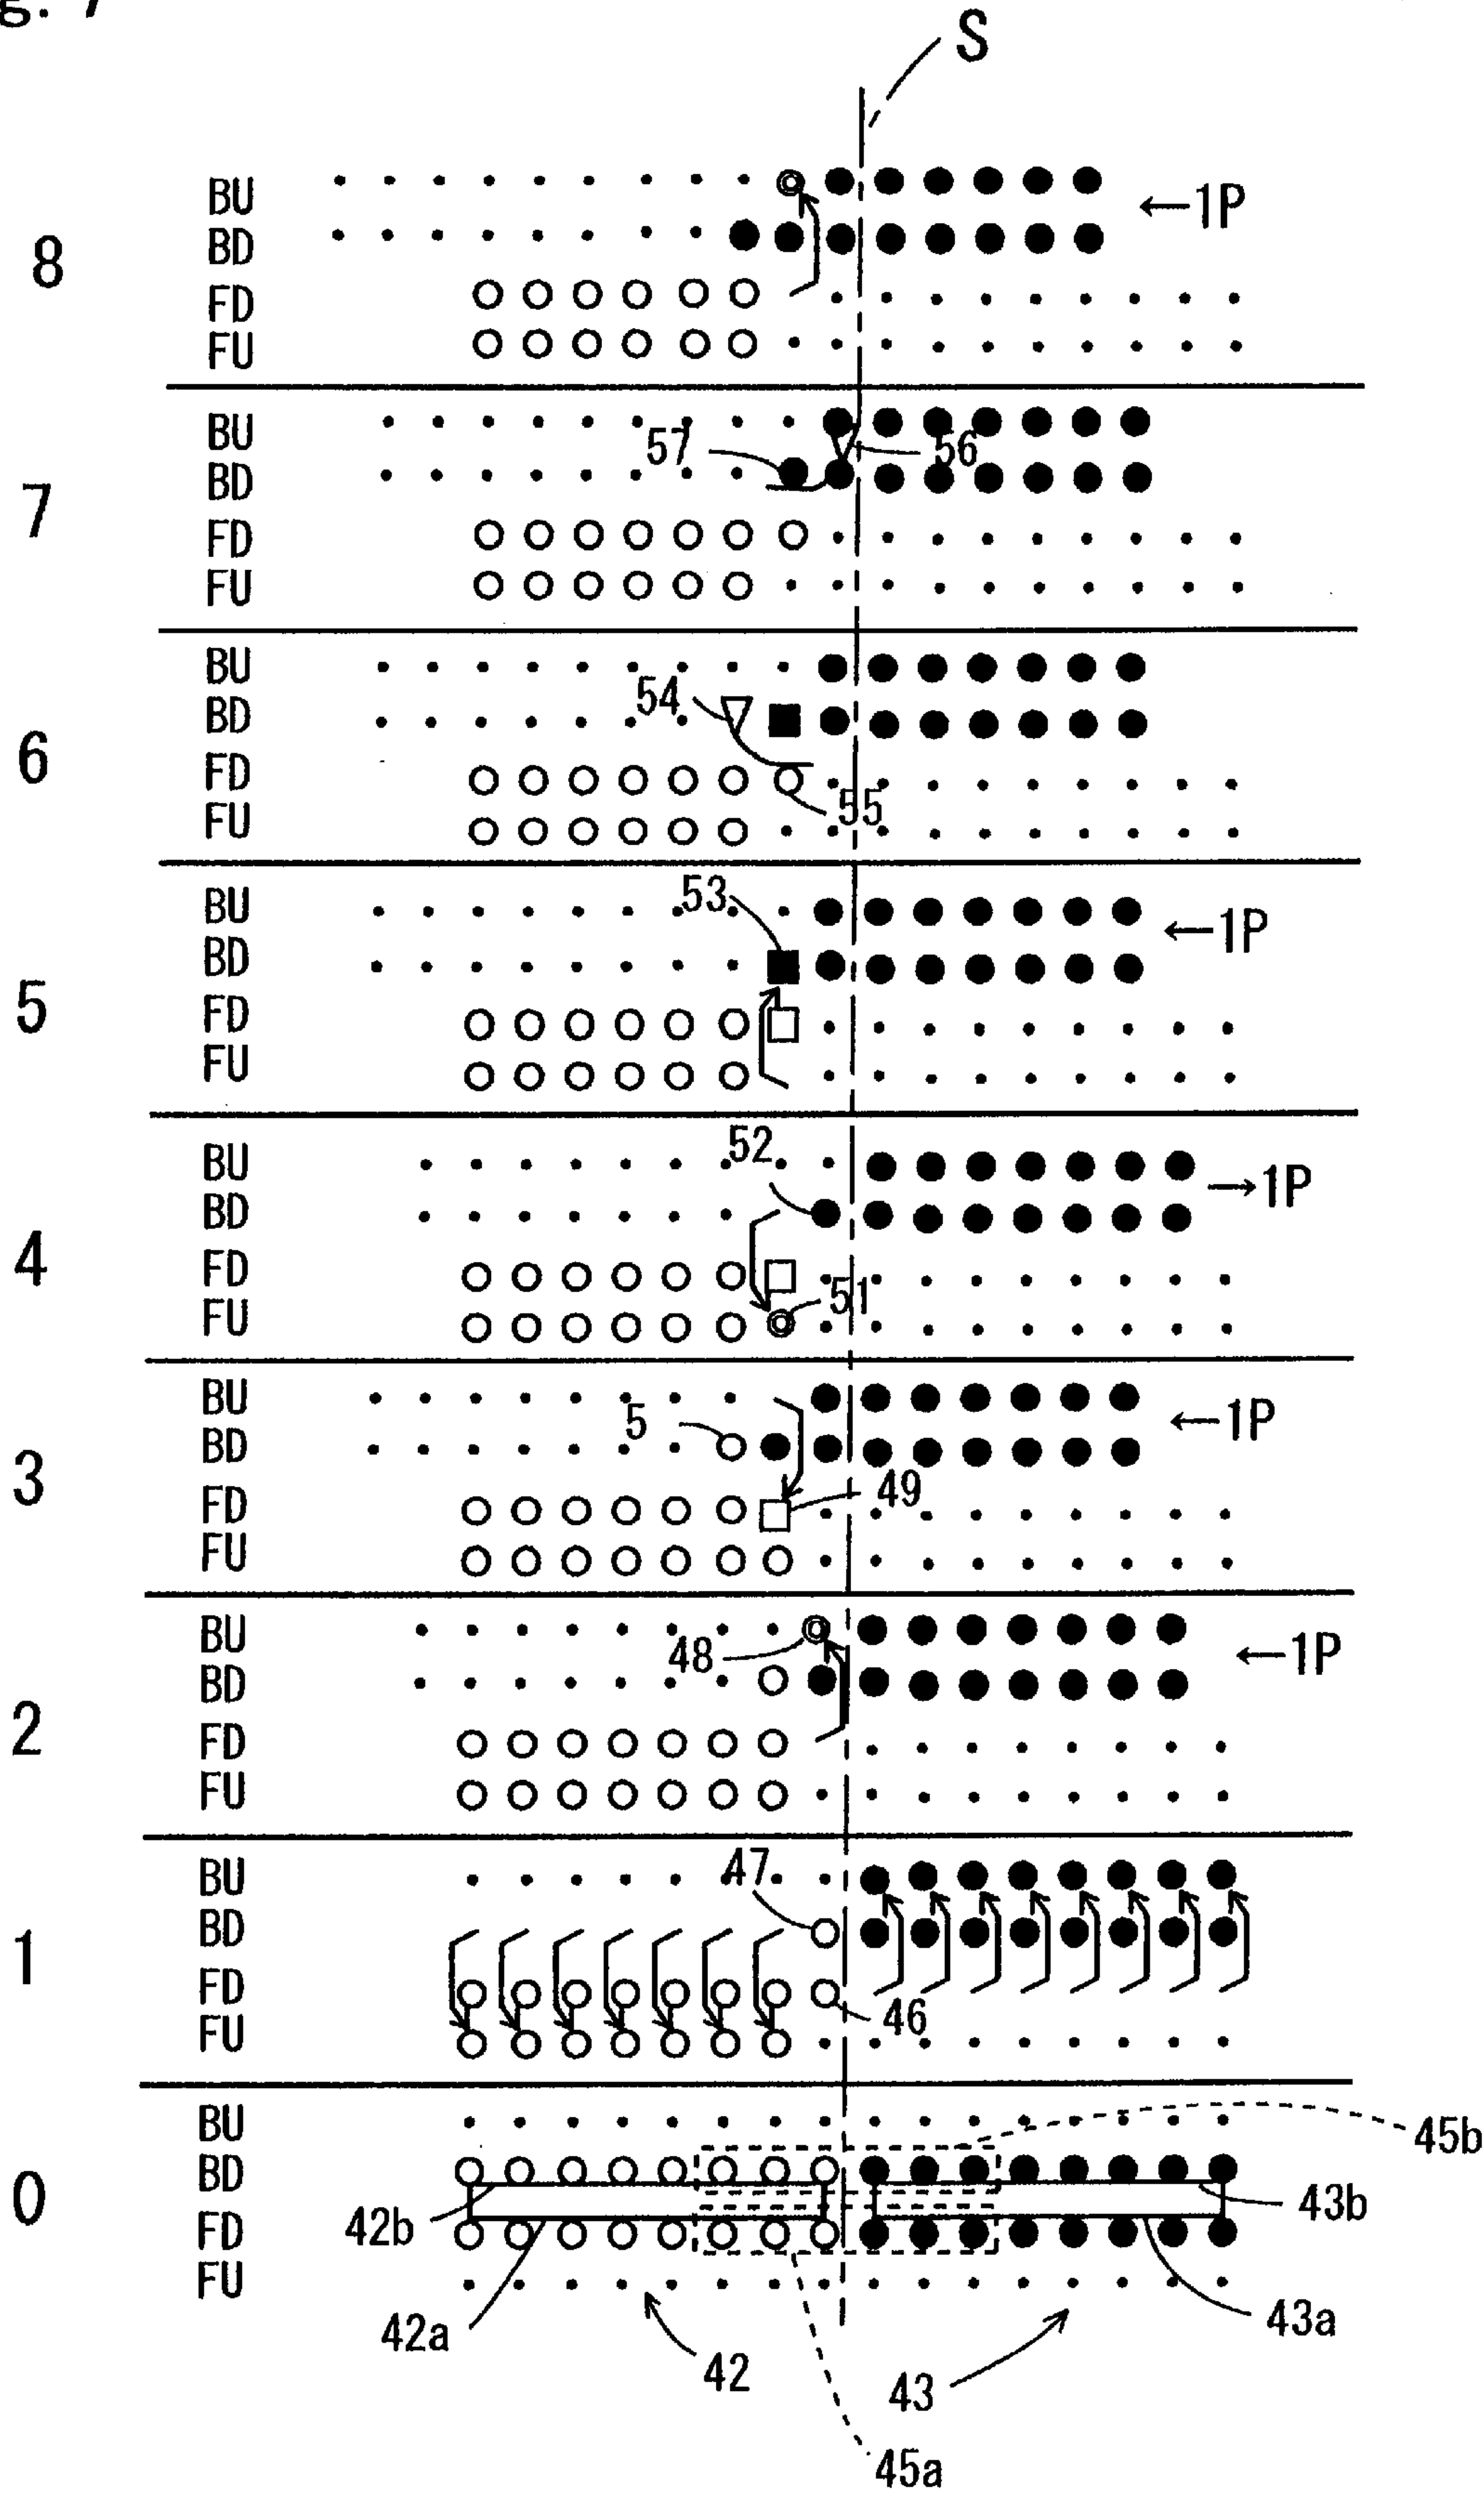 g. 7
S
BU ←1P
8 BD
FD
FU
BU
57 56
7 BD
FD
FU
BU
54
6 BD
FD
55
FU
53
BU ←1P
5 BD
FD
FU
52
BU →1P
4 BD
FD
51
FU
BU ←1P
5
3 BD
49
FD
FU
BU
48 ←1P
BD
2
FD
FU
47
BU
BD
1
FD
46
FU
BU
45b
0 BD
42b FD 43b
FU
42a 43a
42 43
45a